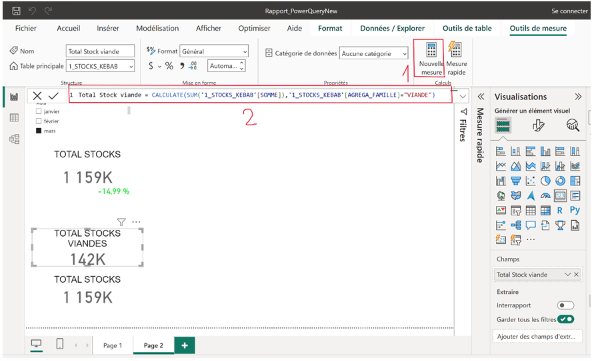 Rapport_PowerQueryNew
Se connecter
Fichier Accueil Insérer Modélisation Afficher Optimiser Aide Format Données / Explorer Outils de table Outils de mesure
Nom Total Stock viande
Table principale 1_STOCKS_KEBAB
Structure
Format Général
$ % Automa...
Mise en forme
Catégorie de données Aucune catégorie
Propriétés
Nouvelle mesure
Mesure rapide
Calculs
1
1 Total Stock viande = CALCULATE(SUM('1_STOCKS_KEBAB'[SOMME]),'1_STOCKS_KEBAB'[AGREGA_FAMILLE]="VIANDE")
2
janvier
février
mars
TOTAL STOCKS
1 159K
-14,99 %
TOTAL STOCKS
VIANDES
142K
TOTAL STOCKS
1 159K
Filtres
Mesure rapide
Visualisations
Générer un élément visuel
R Py
Champs
Total Stock viande
Extraire
Interrapport
Garder tous les filtres
Ajouter des champs d'extr...
Page 1 Page 2 +